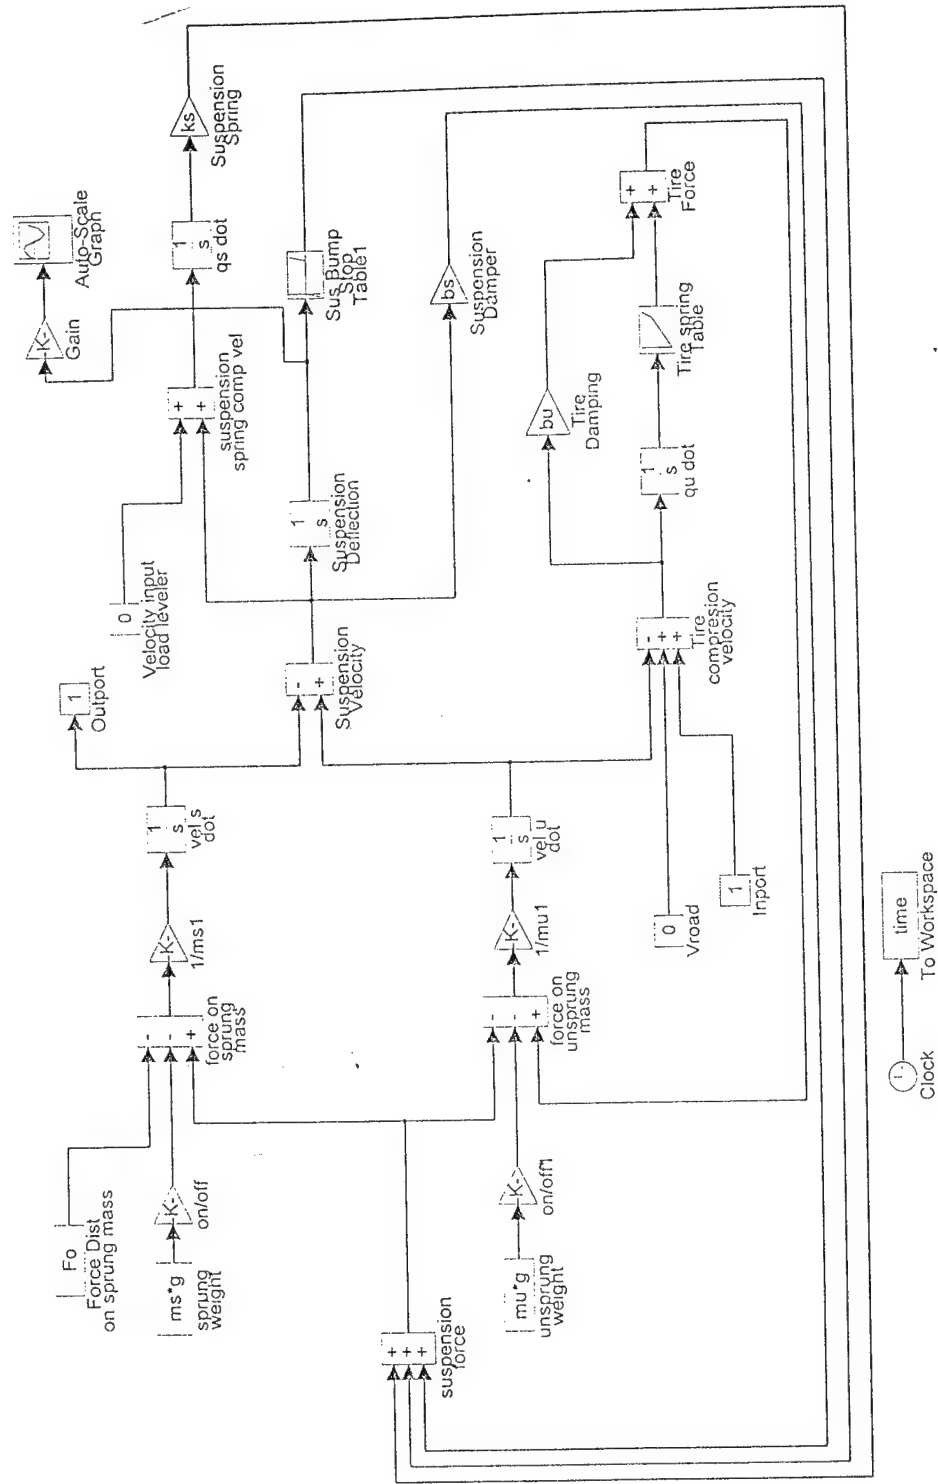 Fo
Force Dist
on sprung mass
ms*g
sprung
weight
K-
on/off
-
-
+
force on
sprung
mass
K-
1/ms1
1
s
vel s
dot
1
Outport
0
Velocity input
load leveler
-
+
Suspension
Velocity
+
+
suspension
spring comp vel
K-
Gain
Auto-Scale
Graph
1
s
qs dot
ks
Suspension
Spring
1
s
Suspension
Deflection
Sus Bump
Stop
Table1
bs
Suspension
Damper
+
+
+
suspension
force
mu*g
unsprung
weight
K-
on/off1
-
-
+
force on
unsprung
mass
K-
1/mu1
1
s
vel u
dot
0
Vroad
1
Inport
-
+
+
Tire
compresion
velocity
bu
Tire
Damping
1
s
qu dot
Tire spring
Table
+
+
Tire
Force
Clock
time
To Workspace